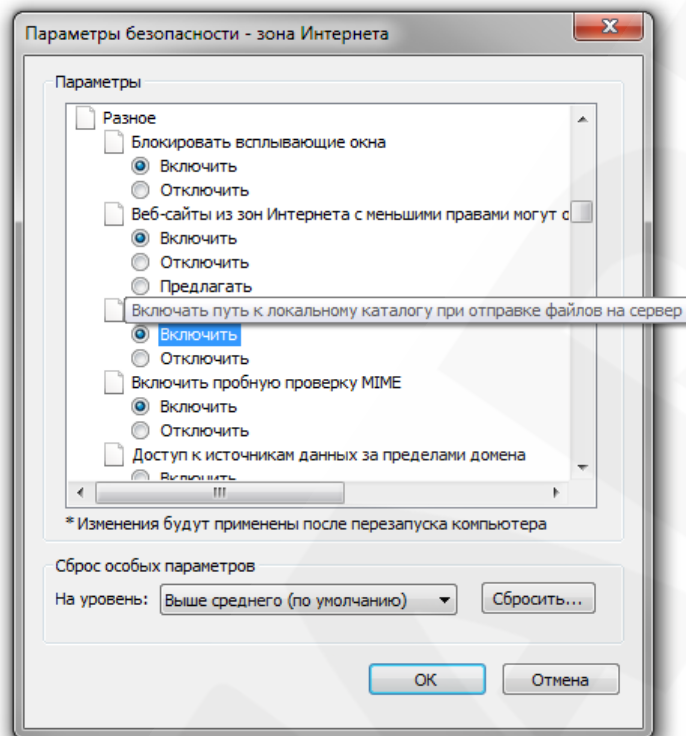 Параметры безопасности - зона Интернета
Параметры
Разное
Блокировать всплывающие окна
Включить
Отключить
Веб-сайты из зон Интернета с меньшими правами могут о
Включить
Отключить
Предлагать
Включать путь к локальному каталогу при отправке файлов на сервер
Включить
Отключить
Включить пробную проверку MIME
Включить
Отключить
Доступ к источникам данных за пределами домена
Включить
* Изменения будут применены после перезапуска компьютера
Сброс особых параметров
На уровень: Выше среднего (по умолчанию) Сбросить...
ОК Отмена